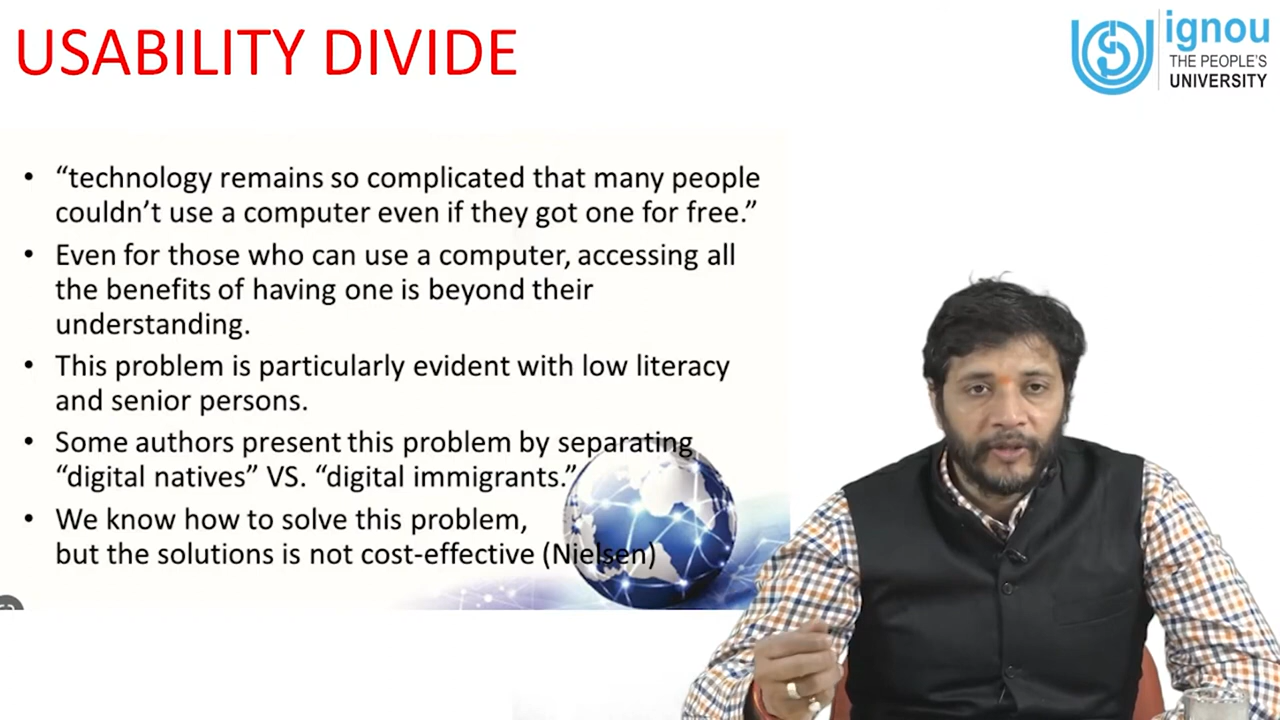 USABILITY DIVIDE
ignou
THE PEOPLE'S
UNIVERSITY
• “technology remains so complicated that many people
couldn’t use a computer even if they got one for free.”
• Even for those who can use a computer, accessing all
the benefits of having one is beyond their
understanding.
• This problem is particularly evident with low literacy
and senior persons.
• Some authors present this problem by separating
“digital natives” VS. “digital immigrants.”
• We know how to solve this problem,
but the solutions is not cost-effective (Nielsen)